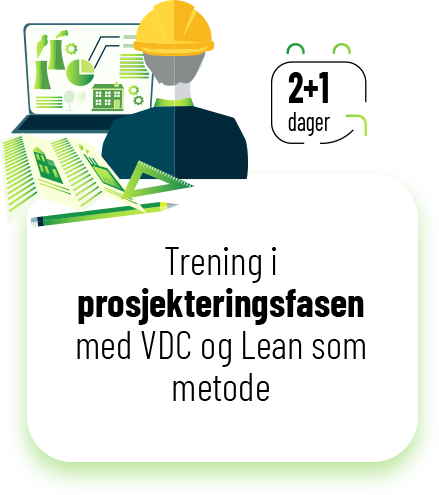 2+1
dager
Trening i
prosjekteringsfasen
med VDC og Lean som
metode